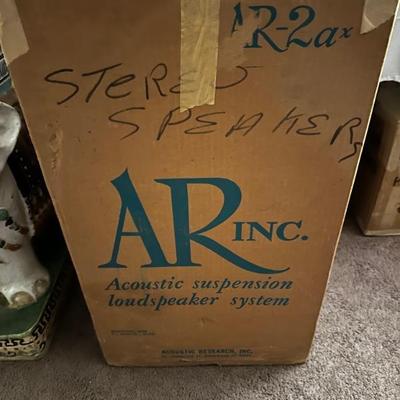 AR-2ax
STEREO
SPEAKERS
AR INC.
Acoustic suspension
loudspeaker system
ACOUSTIC RESEARCH, INC.